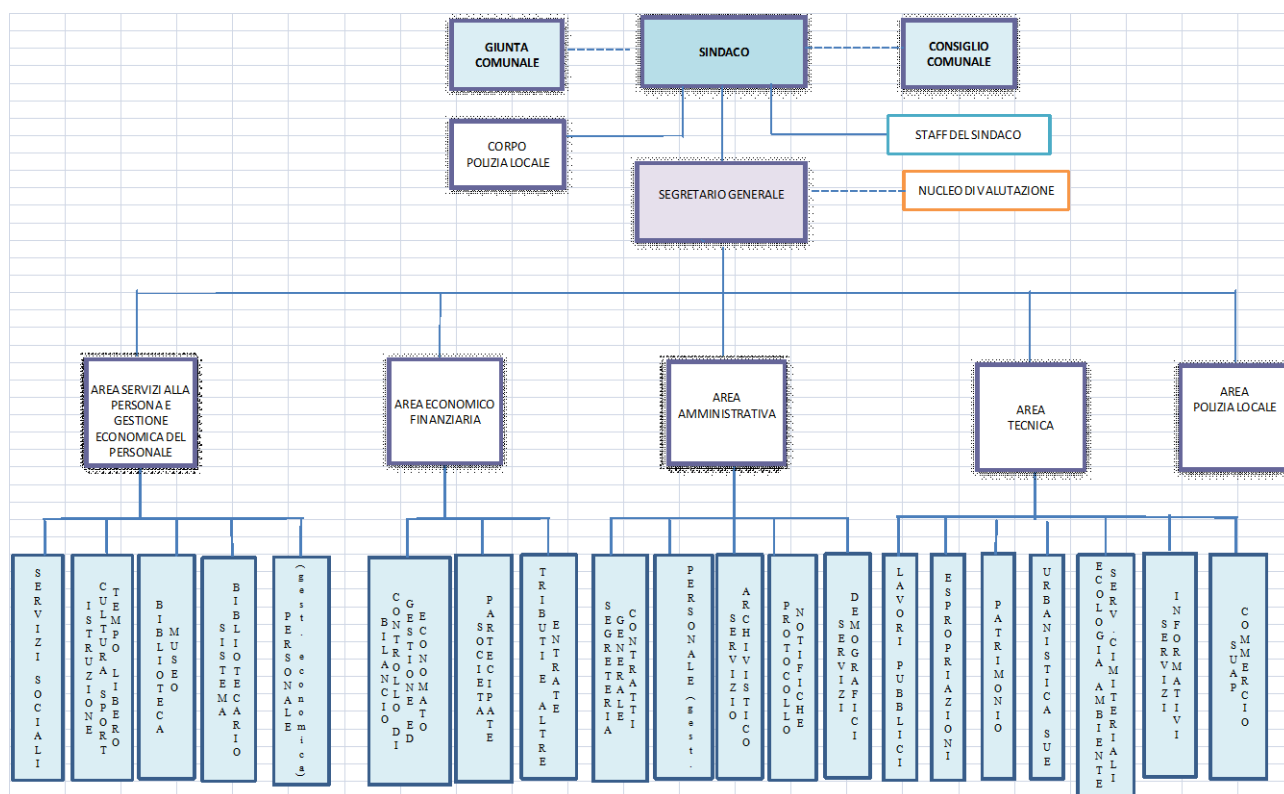 GIUNTA
COMUNALE
SINDACO
CONSIGLIO
COMUNALE
CORPO
POLIZIA LOCALE
STAFF DEL SINDACO
SEGRETARIO GENERALE
NUCLEO DI VALUTAZIONE
AREA SERVIZI ALLA
PERSONA E
GESTIONE
ECONOMICA DEL
PERSONALE
AREA ECONOMICO
FINANZIARIA
AREA
AMMINISTRATIVA
AREA
TECNICA
AREA
POLIZIA LOCALE
SERVIZI SOCIALI
ISTRUZIONE
CULTURA SPORT
TEMPO LIBERO
BIBLIOTECA
MUSEO
SISTEMA
BIBLIOTECARIO
PERSONALE
(gest. economica)
BILANCIO
CONTROLLO DI
GESTIONE ED
ECONOMATO
SOCIETA
PARTECIPATE
TRIBUTI E ALTRE
ENTRATE
SEGRETERIA
GENERALE
CONTRATTI
PERSONALE (gest.
SERVIZIO
ARCHIVISTICO
PROTOCOLLO
NOTIFICHE
SERVIZI
DEMOGRAFICI
LAVORI PUBBLICI
ESPROPRIAZIONI
PATRIMONIO
URBANISTICA SUE
ECOLOGIA AMBIENTE
SERV.CIMITERIALI
SERVIZI
INFORMATIVI
SUAP
COMMERCIO